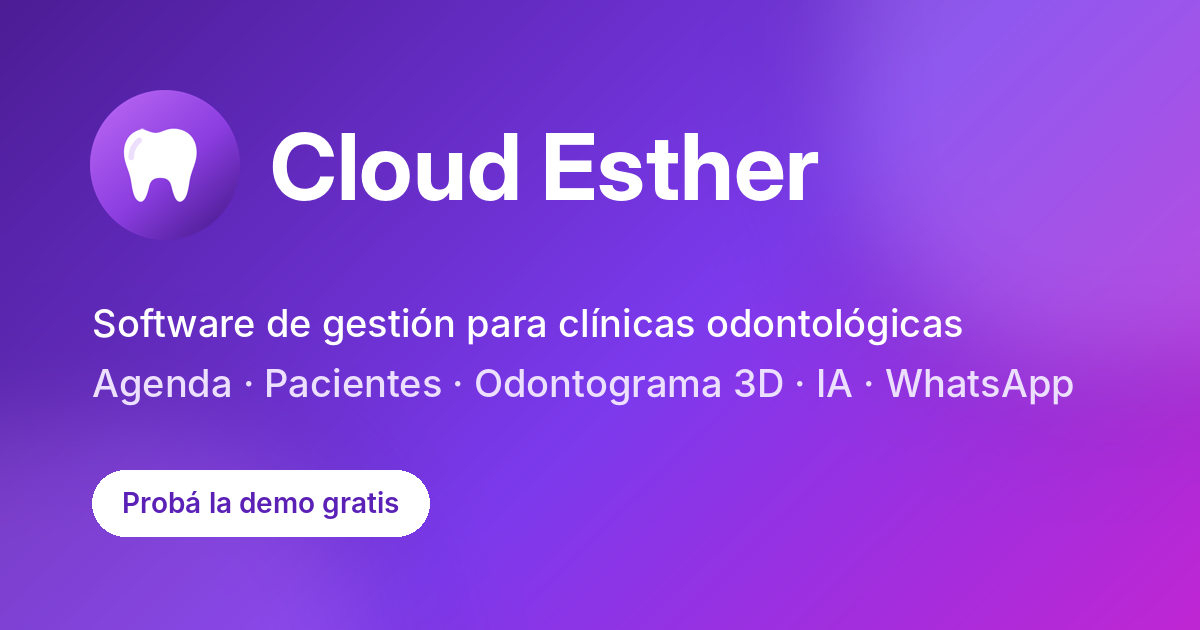 Cloud Esther
Software de gestión para clínicas odontológicas
Agenda · Pacientes · Odontograma 3D · IA · WhatsApp
Probá la demo gratis